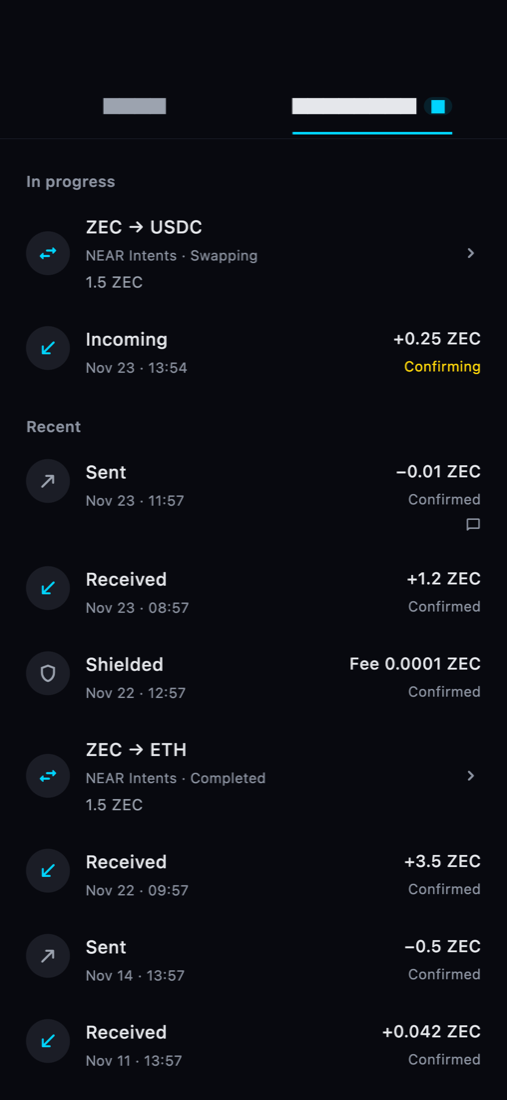 In progress
ZEC → USDC
NEAR Intents · Swapping
1.5 ZEC
Incoming
+0.25 ZEC
Nov 23 · 13:54
Confirming
Recent
Sent
−0.01 ZEC
Nov 23 · 11:57
Confirmed
Received
+1.2 ZEC
Nov 23 · 08:57
Confirmed
Shielded
Fee 0.0001 ZEC
Nov 22 · 12:57
Confirmed
ZEC → ETH
NEAR Intents · Completed
1.5 ZEC
Received
+3.5 ZEC
Nov 22 · 09:57
Confirmed
Sent
−0.5 ZEC
Nov 14 · 13:57
Confirmed
Received
+0.042 ZEC
Nov 11 · 13:57
Confirmed